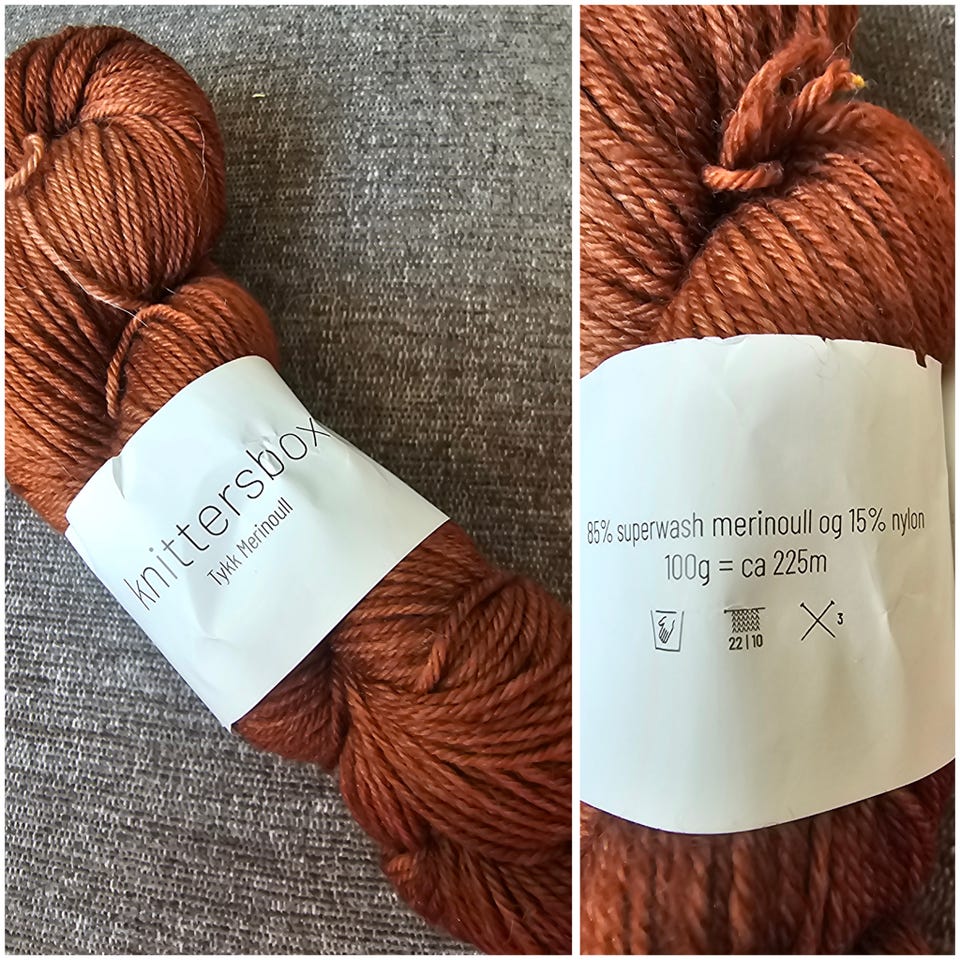 knittersbox
Tykk Merinoull
85% superwash merinoull og 15% nylon
100g = ca 225m
22 | 10
3